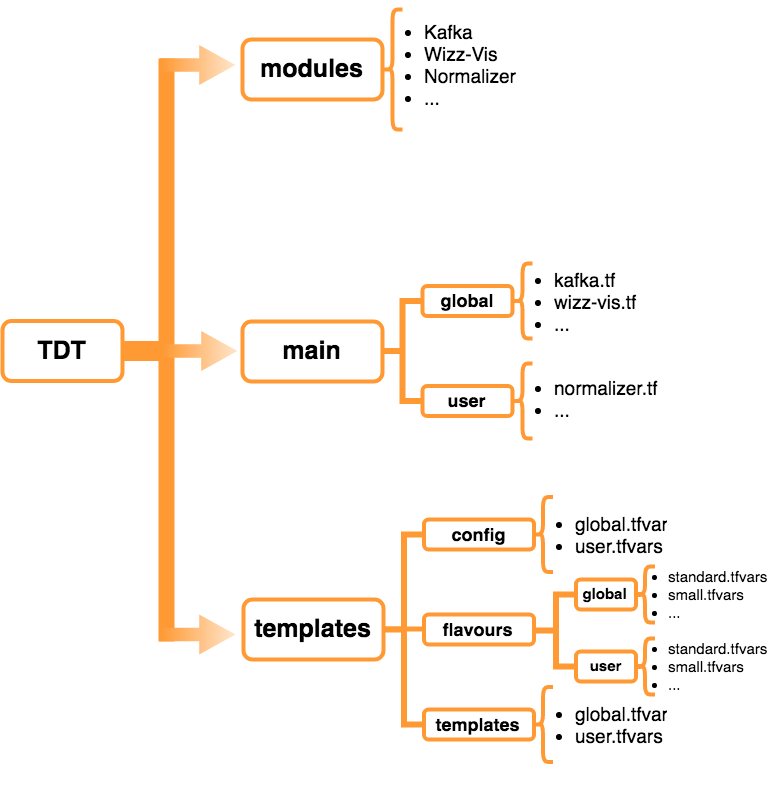 TDT
modules
• Kafka
• Wizz-Vis
• Normalizer
• ...
main
global
• kafka.tf
• wizz-vis.tf
• ...
user
• normalizer.tf
• ...
templates
config
• global.tfvar
• user.tfvars
flavours
global
• standard.tfvars
• small.tfvars
• ...
user
• standard.tfvars
• small.tfvars
• ...
templates
• global.tfvar
• user.tfvars